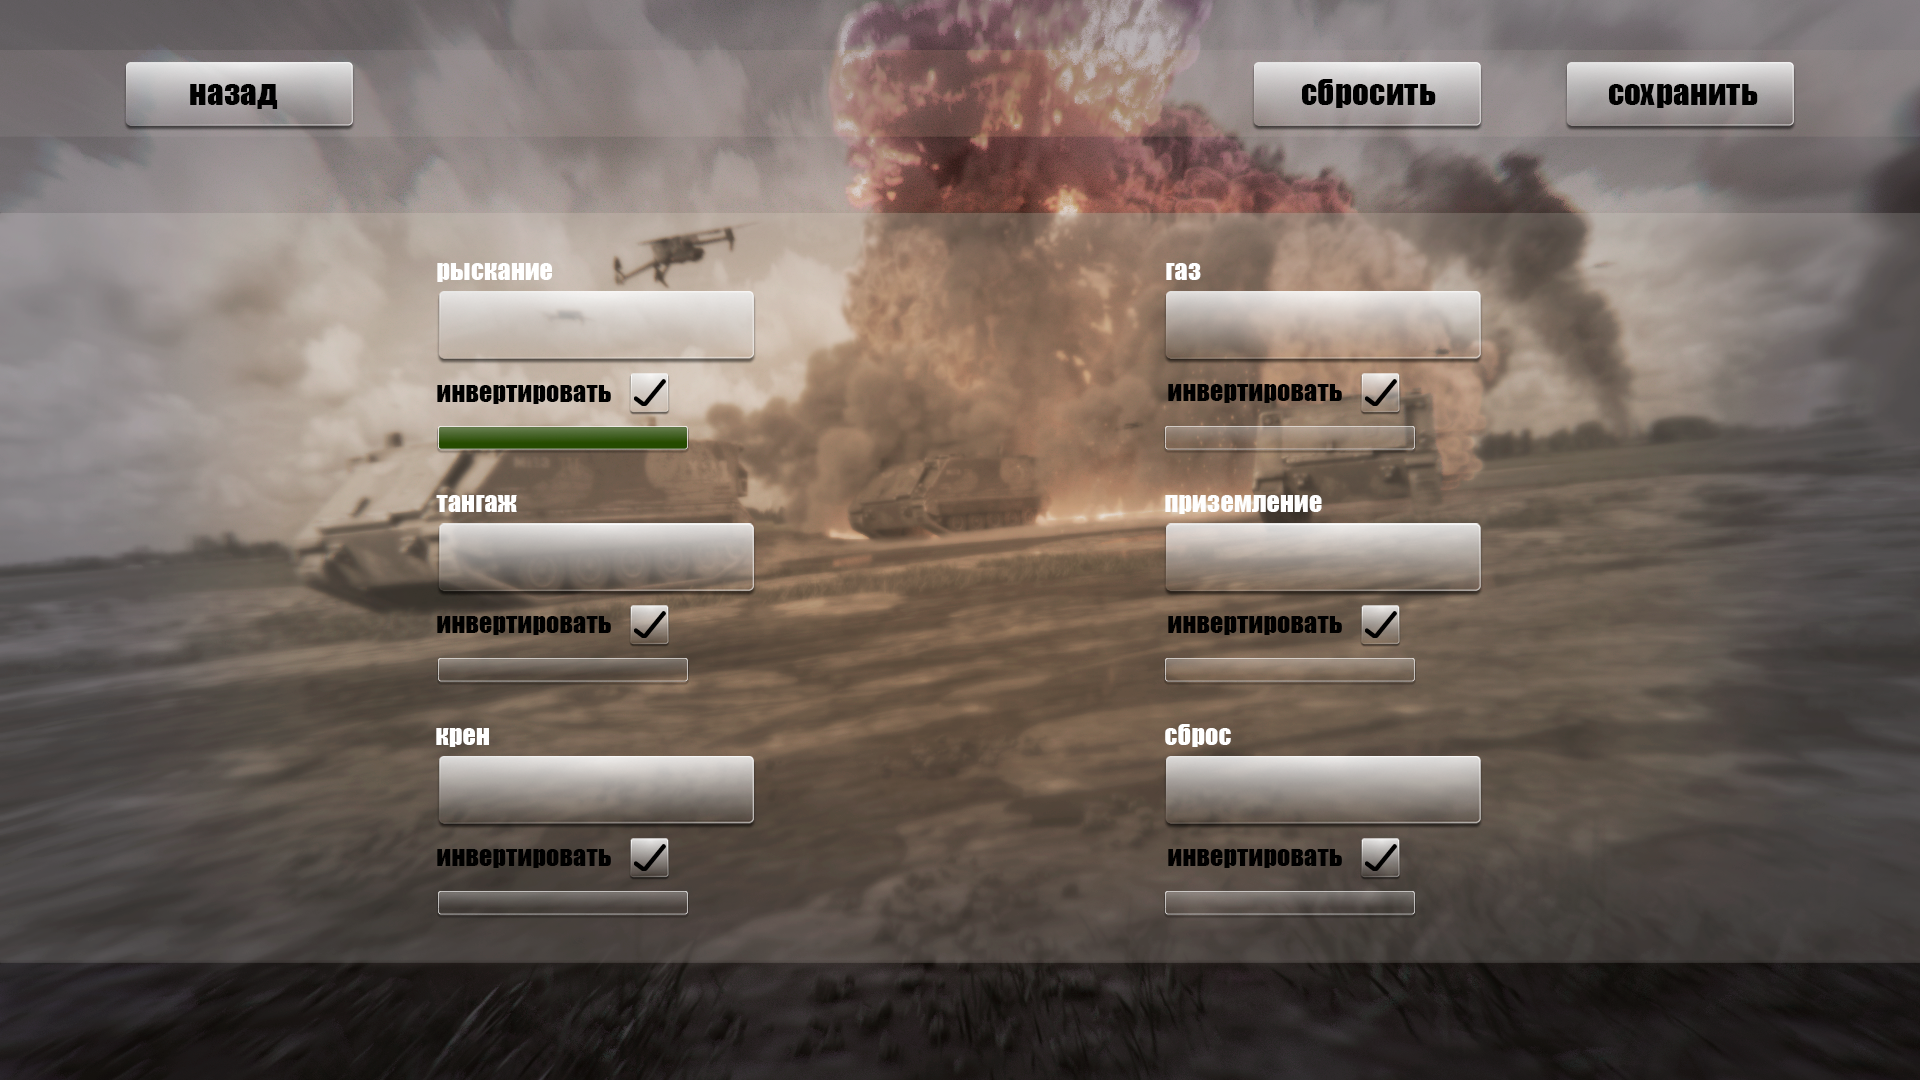 назад
сбросить
сохранить
рыскание
газ
инвертировать
инвертировать
тангаж
приземление
инвертировать
инвертировать
крен
сброс
инвертировать
инвертировать